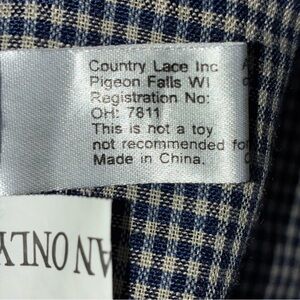 Country Lace Inc
Pigeon Falls WI
Registration No:
OH: 7811
This is not a toy
not recommended for
Made in China.
AN ONLY